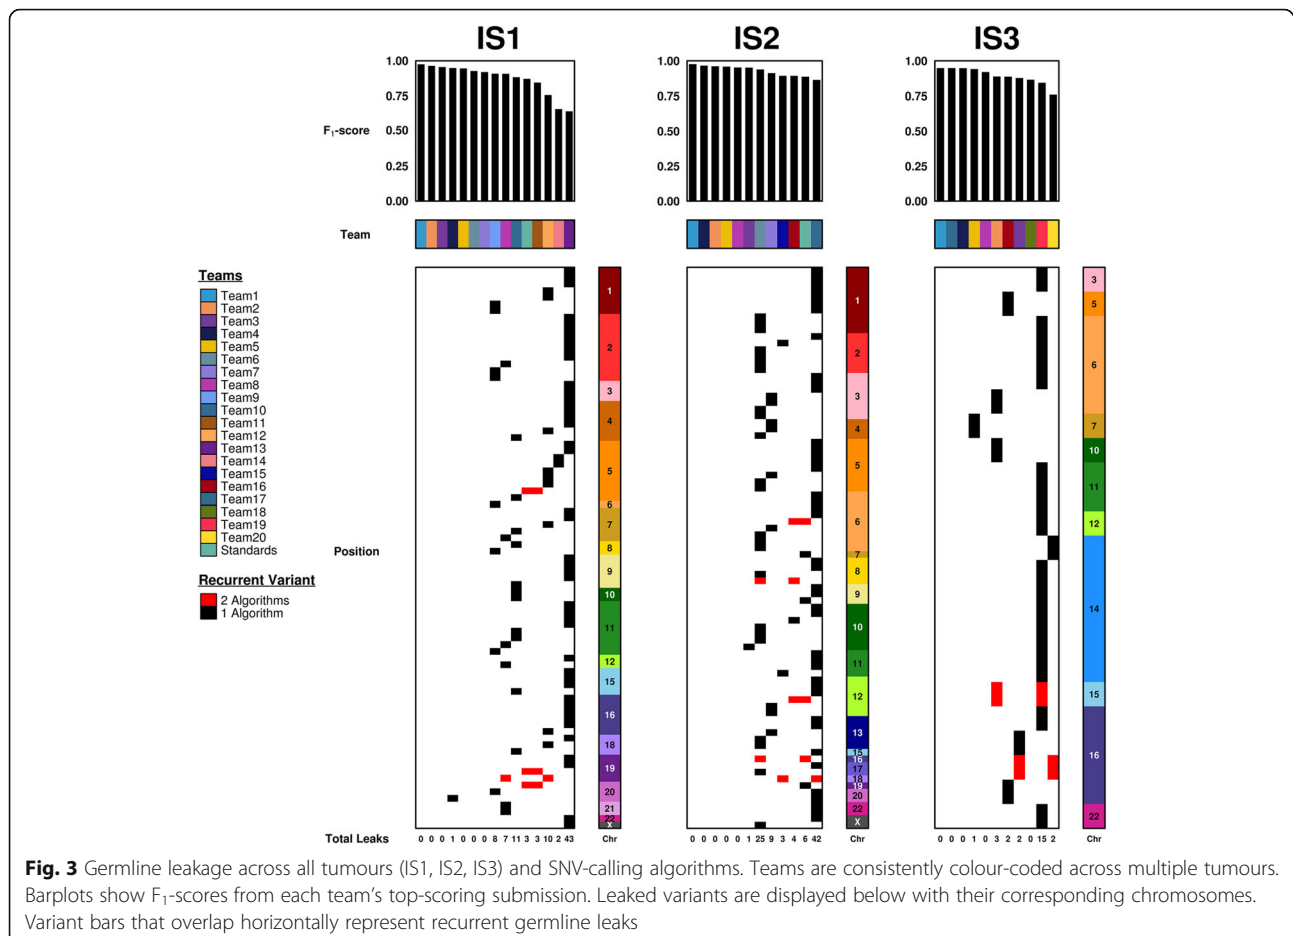 IS1 IS2 IS3
1.00 1.00 1.00
0.75 0.75 0.75
F1-score 0.50 0.50 0.50
0.25 0.25 0.25
0.00 0.00 0.00
Team
Teams
Team1
Team2
Team3
Team4
Team5
Team6
Team7
Team8
Team9
Team10
Team11
Team12
Team13
Team14
Team15
Team16
Team17
Team18
Team19
Team20
Standards
Recurrent Variant
2 Algorithms
1 Algorithm
Position
1
2
3
4
5
6
7
8
9
10
11
12
15
16
18
19
20
21
22
X
1
2
3
4
5
6
7
8
9
10
11
12
13
15
16
17
18
19
20
22
X
3
5
6
7
10
11
12
14
15
16
22
Total Leaks 0 0 0 1 0 0 0 8 7 11 3 3 10 2 43 Chr 0 0 0 0 0 1 25 9 3 4 6 42 Chr 0 0 0 1 0 3 2 2 0 15 2 Chr
Fig. 3 Germline leakage across all tumours (IS1, IS2, IS3) and SNV-calling algorithms. Teams are consistently colour-coded across multiple tumours.
Barplots show F1-scores from each team's top-scoring submission. Leaked variants are displayed below with their corresponding chromosomes.
Variant bars that overlap horizontally represent recurrent germline leaks